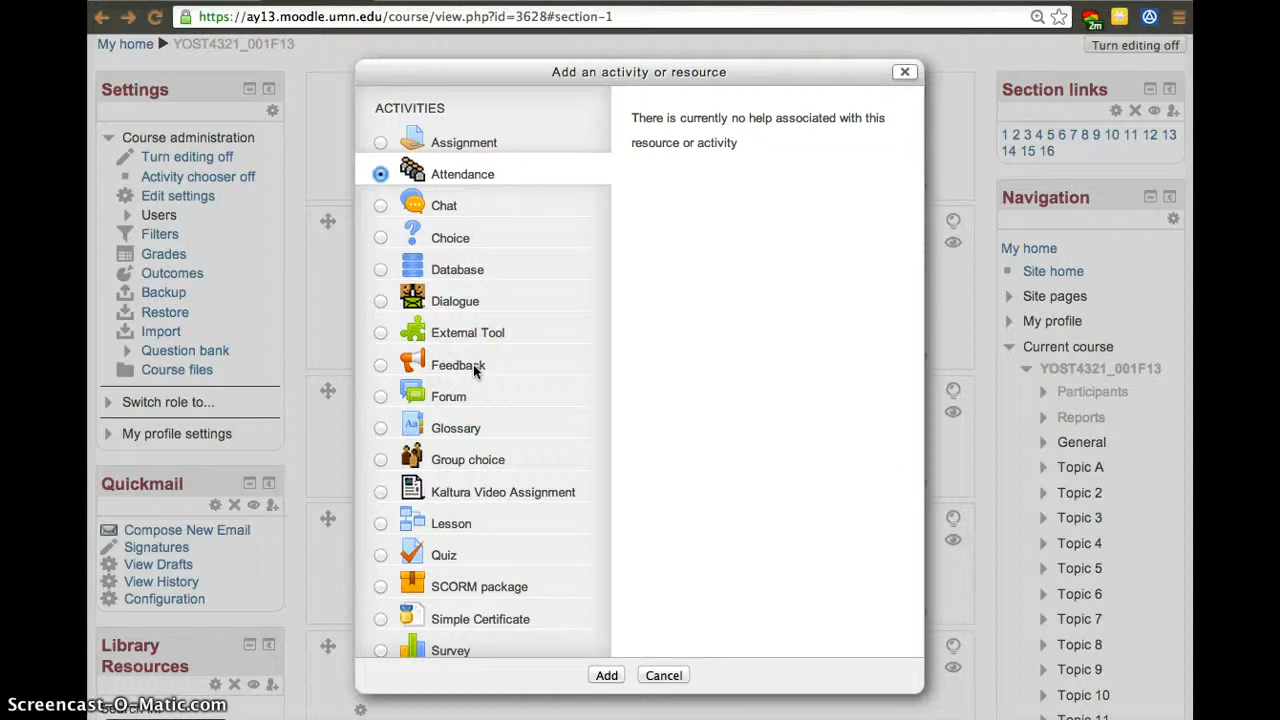 https://ay13.moodle.umn.edu/course/view.php?id=3628#section-1
2m
My home ▶ YOST4321_001F13
Turn editing off
Settings
Course administration
Turn editing off
Activity chooser off
Edit settings
Users
Filters
Grades
Outcomes
Backup
Restore
Import
Question bank
Course files
Switch role to...
My profile settings
Quickmail
Compose New Email
Signatures
View Drafts
View History
Configuration
Library
Resources
Add an activity or resource
ACTIVITIES
Assignment
Attendance
Chat
Choice
Database
Dialogue
External Tool
Feedback
Forum
Glossary
Group choice
Kaltura Video Assignment
Lesson
Quiz
SCORM package
Simple Certificate
Survey
There is currently no help associated with this
resource or activity
Add
Cancel
Section links
1 2 3 4 5 6 7 8 9 10 11 12 13
14 15 16
Navigation
My home
Site home
Site pages
My profile
Current course
YOST4321_001F13
Participants
Reports
General
Topic A
Topic 2
Topic 3
Topic 4
Topic 5
Topic 6
Topic 7
Topic 8
Topic 9
Topic 10
Screencast-O-Matic.com